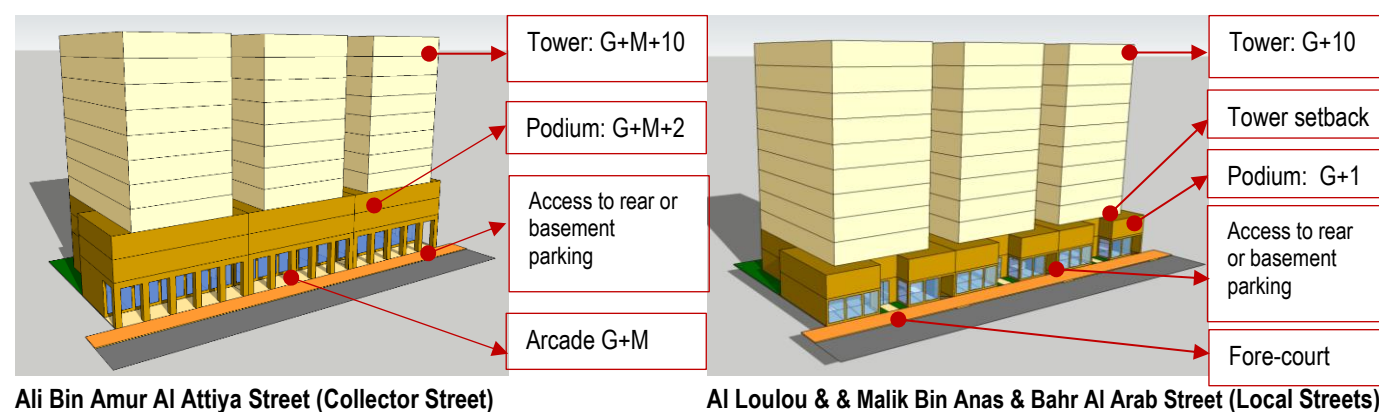 Tower: G+M+10
Podium: G+M+2
Access to rear or
basement
parking
Arcade G+M
Ali Bin Amur Al Attiya Street (Collector Street)
Tower: G+10
Tower setback
Podium: G+1
Access to rear
or basement
parking
Fore-court
Al Loulou & & Malik Bin Anas & Bahr Al Arab Street (Local Streets)